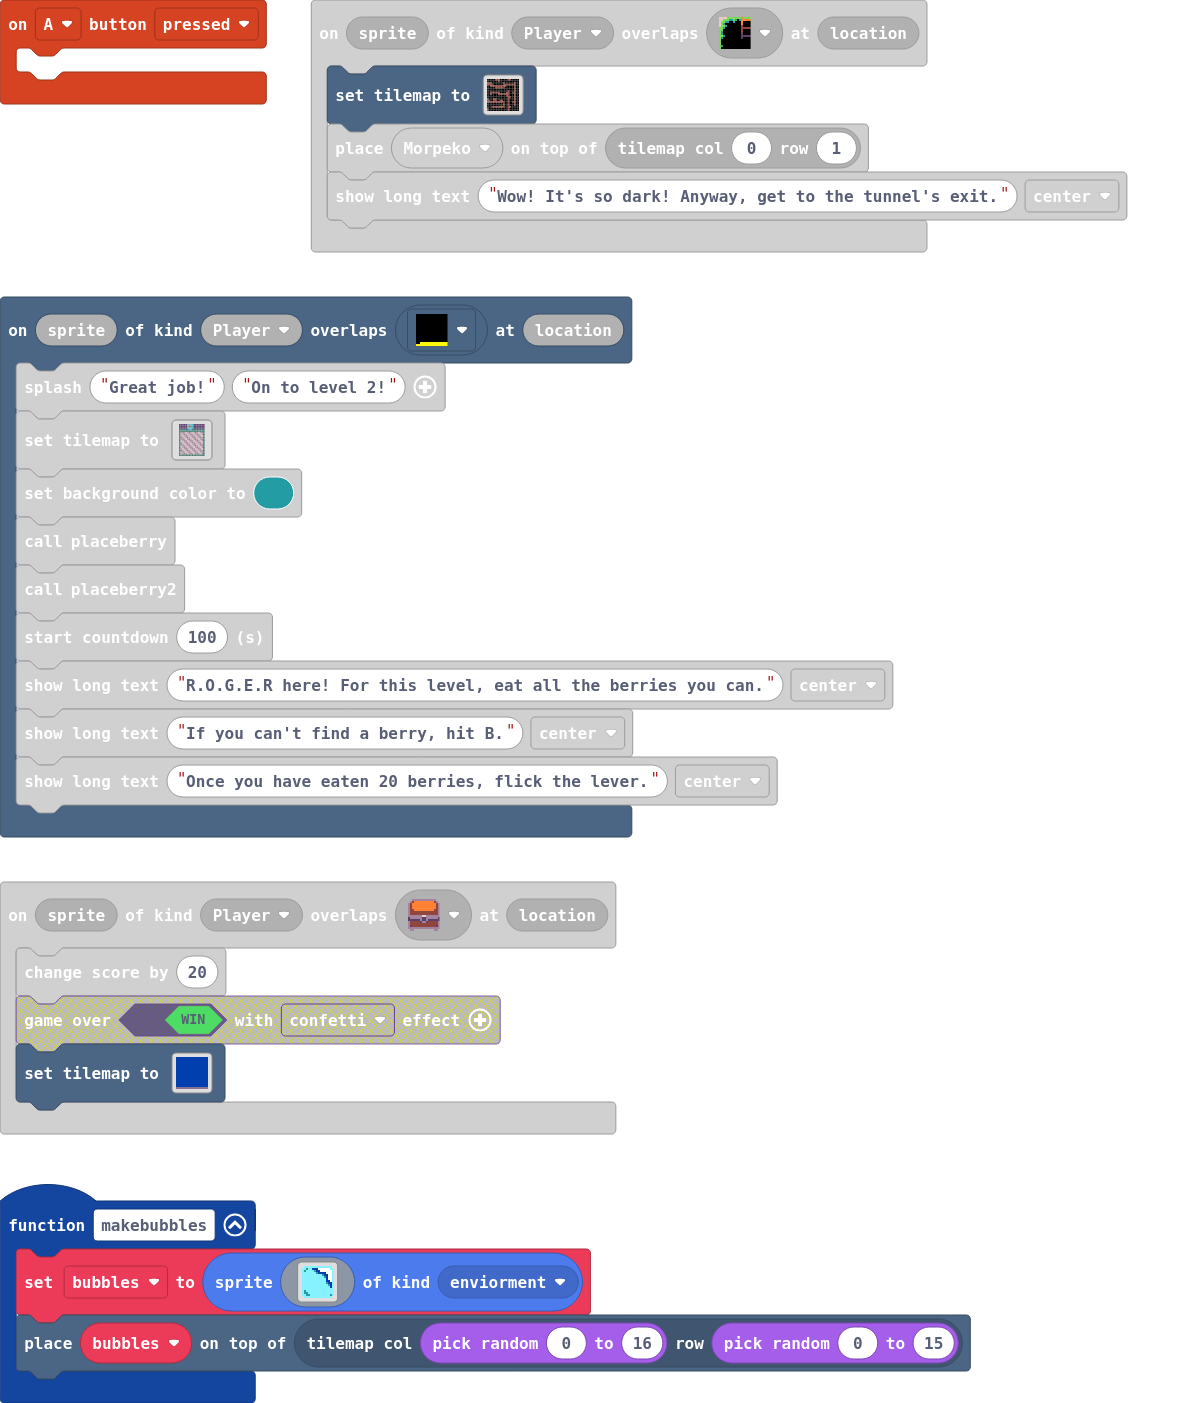 on A button pressed
on sprite of kind Player overlaps at location
set tilemap to
place Morpeko on top of tilemap col 0 row 1
show long text "Wow! It's so dark! Anyway, get to the tunnel's exit." center
on sprite of kind Player overlaps at location
splash "Great job!" "On to level 2!"
set tilemap to
set background color to
call placeberry
call placeberry2
start countdown 100 (s)
show long text "R.O.G.E.R here! For this level, eat all the berries you can." center
show long text "If you can't find a berry, hit B." center
show long text "Once you have eaten 20 berries, flick the lever." center
on sprite of kind Player overlaps at location
change score by 20
game over WIN with confetti effect
set tilemap to
function makebubbles
set bubbles to sprite of kind enviorment
place bubbles on top of tilemap col pick random 0 to 16 row pick random 0 to 15